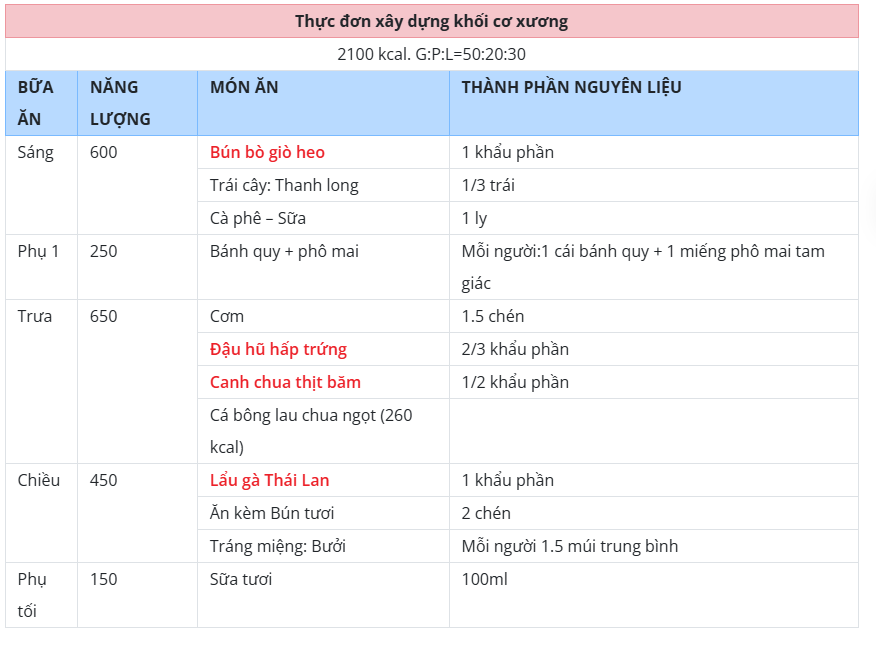 Thực đơn xây dựng khối cơ xương
2100 kcal. G:P:L=50:20:30
BỮA ĂN NĂNG LƯỢNG MÓN ĂN THÀNH PHẦN NGUYÊN LIỆU
Sáng 600 Bún bò giò heo 1 khẩu phần
Trái cây: Thanh long 1/3 trái
Cà phê – Sữa 1 ly
Phụ 1 250 Bánh quy + phô mai Mỗi người:1 cái bánh quy + 1 miếng phô mai tam giác
Trưa 650 Cơm 1.5 chén
Đậu hũ hấp trứng 2/3 khẩu phần
Canh chua thịt băm 1/2 khẩu phần
Cá bông lau chua ngọt (260 kcal)
Chiều 450 Lẩu gà Thái Lan 1 khẩu phần
Ăn kèm Bún tươi 2 chén
Tráng miệng: Bưởi Mỗi người 1.5 múi trung bình
Phụ tối 150 Sữa tươi 100ml